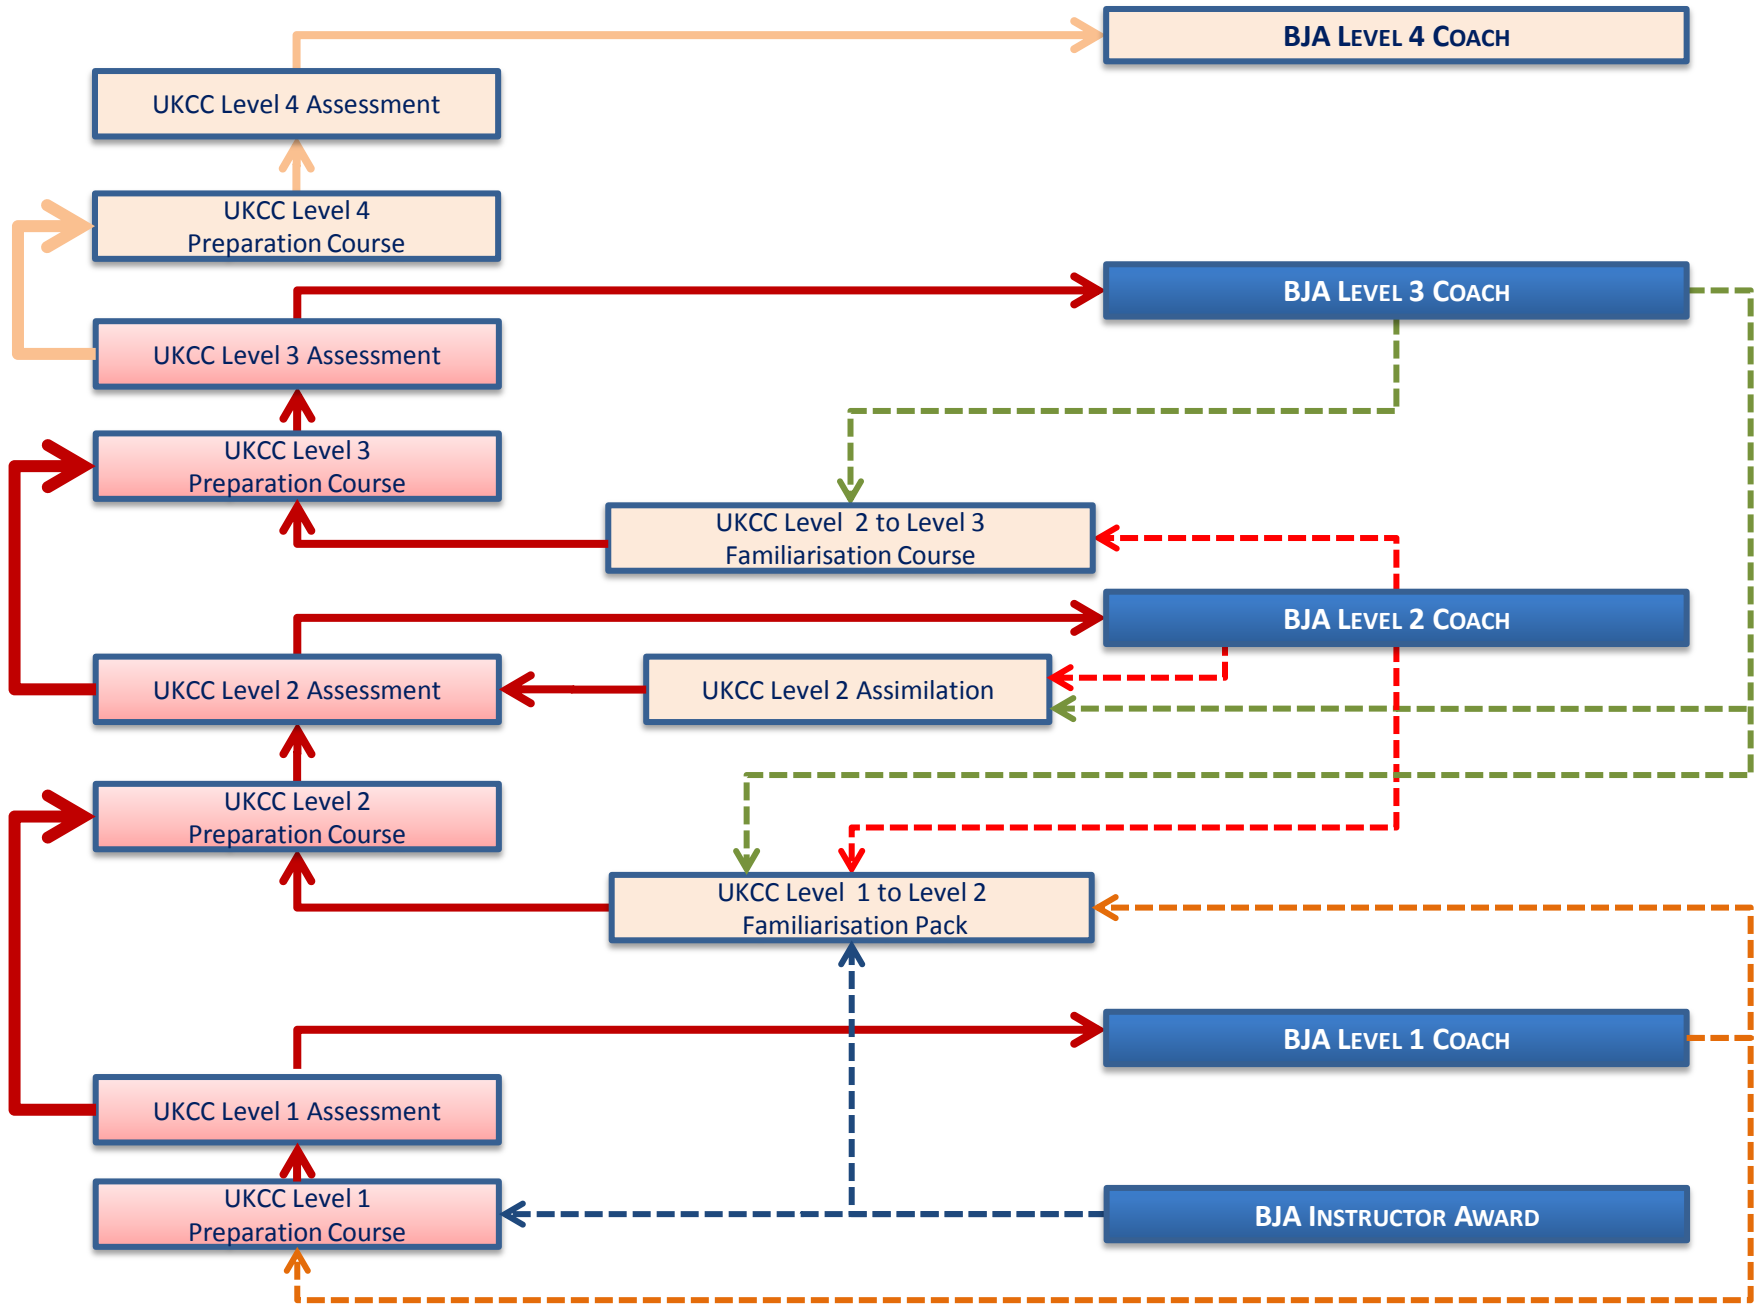 BJA LEVEL 4 COACH
UKCC Level 4 Assessment
UKCC Level 4
Preparation Course
BJA LEVEL 3 COACH
UKCC Level 3 Assessment
UKCC Level 3
Preparation Course
UKCC Level  2 to Level 3
Familiarisation Course
BJA LEVEL 2 COACH
UKCC Level 2 Assessment
UKCC Level 2 Assimilation
UKCC Level 2
Preparation Course
UKCC Level  1 to Level 2
Familiarisation Pack
BJA LEVEL 1 COACH
UKCC Level 1 Assessment
UKCC Level 1
Preparation Course
BJA INSTRUCTOR AWARD